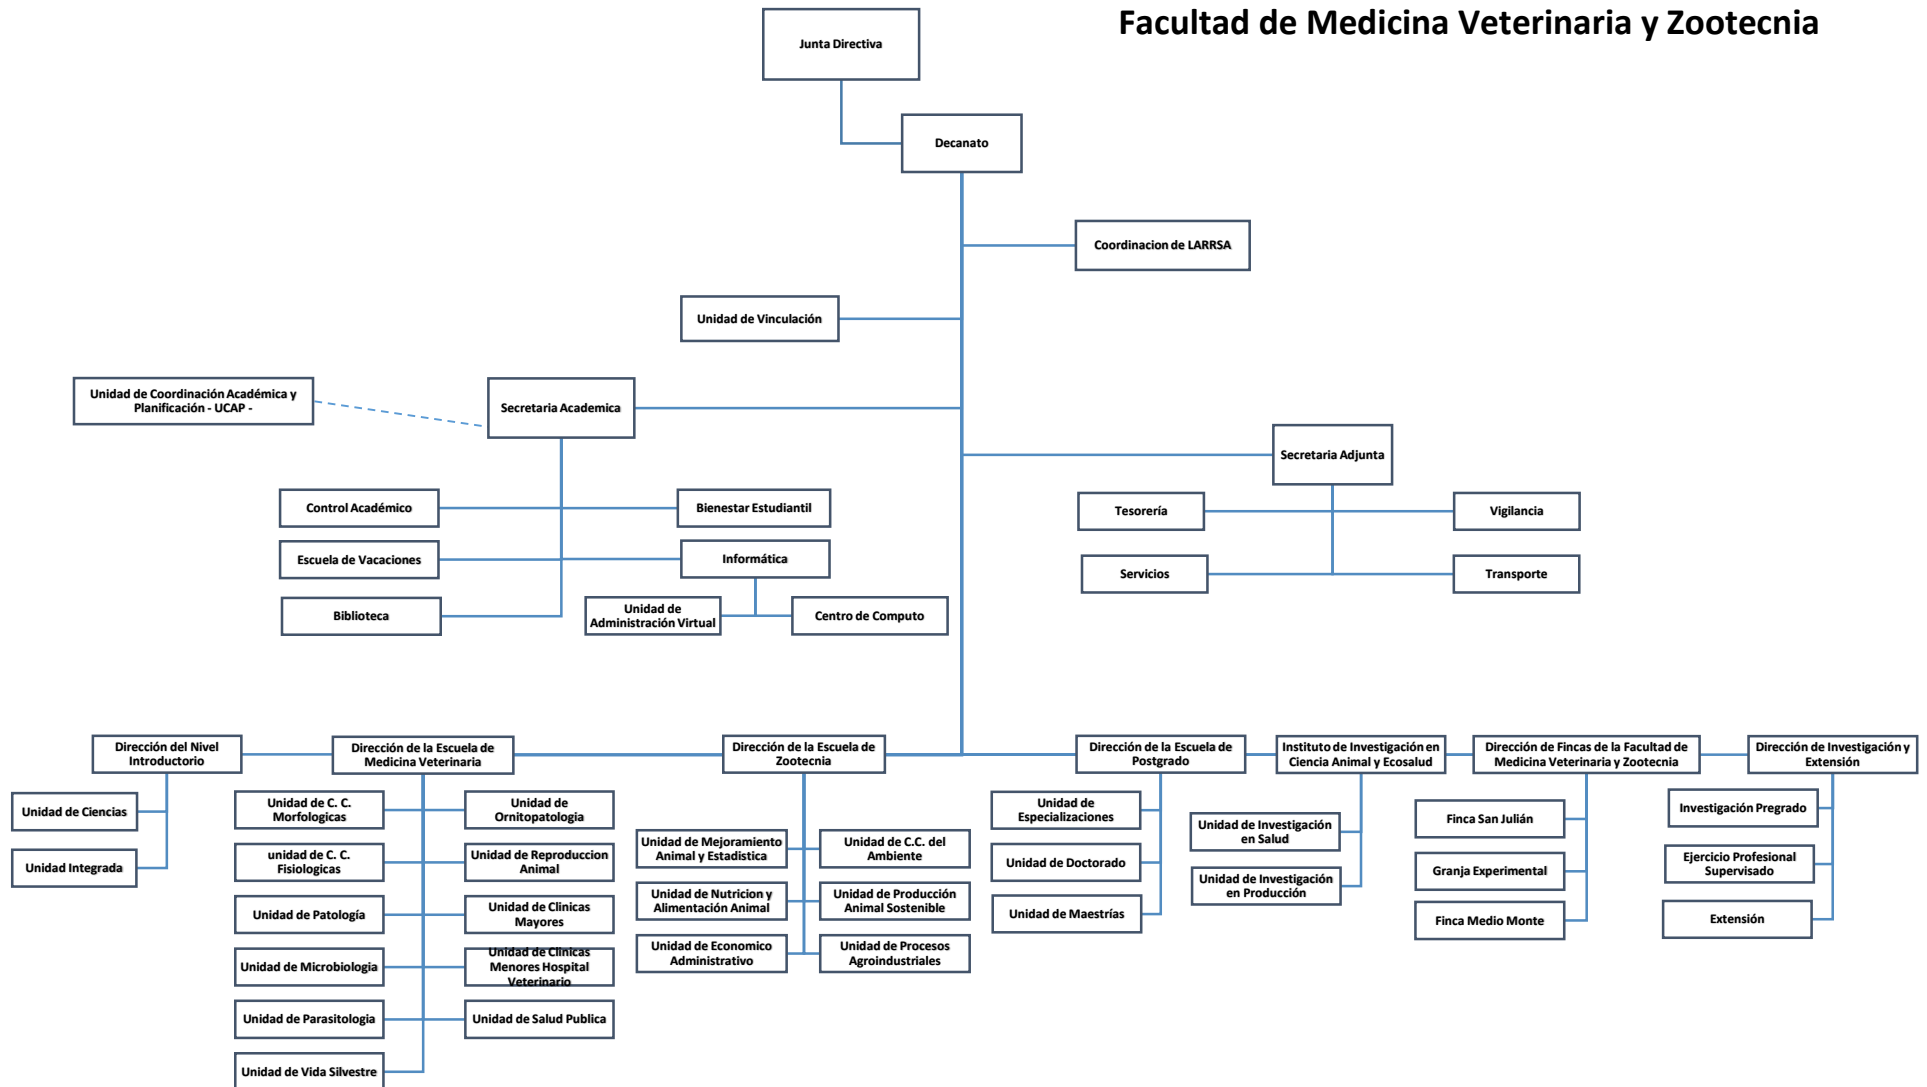 Facultad de Medicina Veterinaria y Zootecnia
Junta Directiva
Decanato
Coordinacion de LARRSA
Unidad de Vinculación
Unidad de Coordinación Académica y
Planificación - UCAP -
Secretaria Academica
Secretaria Adjunta
Control Académico
Bienestar Estudiantil
Escuela de Vacaciones
Informática
Biblioteca
Unidad de
Administración Virtual
Centro de Computo
Tesorería
Vigilancia
Servicios
Transporte
Dirección del Nivel
Introductorio
Unidad de Ciencias
Unidad Integrada
Dirección de la Escuela de
Medicina Veterinaria
Unidad de C. C.
Morfologicas
Unidad de
Ornitopatologia
unidad de C. C.
Fisiologicas
Unidad de Reproduccion
Animal
Unidad de Patología
Unidad de Clinicas
Mayores
Unidad de Microbiologia
Unidad de Clinicas
Menores Hospital
Veterinario
Unidad de Parasitologia
Unidad de Salud Publica
Unidad de Vida Silvestre
Dirección de la Escuela de
Zootecnia
Unidad de Mejoramiento
Animal y Estadistica
Unidad de C.C. del
Ambiente
Unidad de Nutricion y
Alimentación Animal
Unidad de Producción
Animal Sostenible
Unidad de Economico
Administrativo
Unidad de Procesos
Agroindustriales
Dirección de la Escuela de
Postgrado
Unidad de
Especializaciones
Unidad de Doctorado
Unidad de Maestrías
Instituto de Investigación en
Ciencia Animal y Ecosalud
Unidad de Investigación
en Salud
Unidad de Investigación
en Producción
Dirección de Fincas de la Facultad de
Medicina Veterinaria y Zootecnia
Finca San Julián
Granja Experimental
Finca Medio Monte
Dirección de Investigación y
Extensión
Investigación Pregrado
Ejercicio Profesional
Supervisado
Extensión